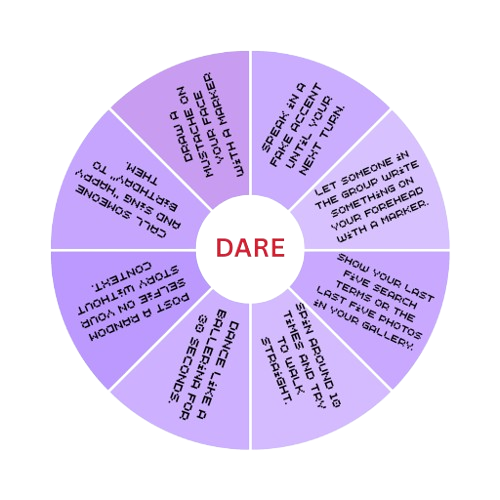 SPEAK IN A
FAKE ACCENT
UNTIL YOUR
NEXT TURN.
LET SOMEONE IN
THE GROUP WRITE
SOMETHING ON
YOUR FOREHEAD
WITH A MARKER.
SHOW YOUR LAST
FIVE SEARCH
TERMS OR THE
LAST FIVE PHOTOS
IN YOUR GALLERY.
SPIN AROUND 10
TIMES AND TRY
TO WALK
STRAIGHT.
DANCE LIKE A
BALLERINA FOR
30 SECONDS.
POST A RANDOM
SELFIE ON YOUR
STORY WITHOUT
CONTEXT.
CALL SOMEONE
AND SING "HAPPY
BIRTHDAY" TO
THEM.
DRAW A
MUSTACHE ON
YOUR FACE
WITH A MARKER
DARE